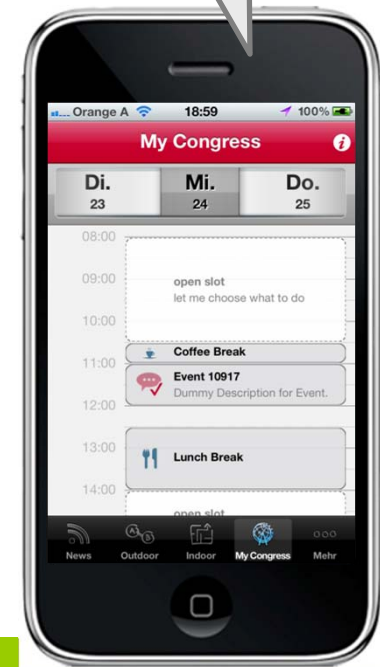 Orange A 18:59 100%
My Congress
Di. Mi. Do.
23 24 25
08:00
09:00
open slot
let me choose what to do
10:00
Coffee Break
11:00
Event 10917
Dummy Description for Event.
12:00
13:00
Lunch Break
14:00
open slot
News Outdoor Indoor My Congress Mehr